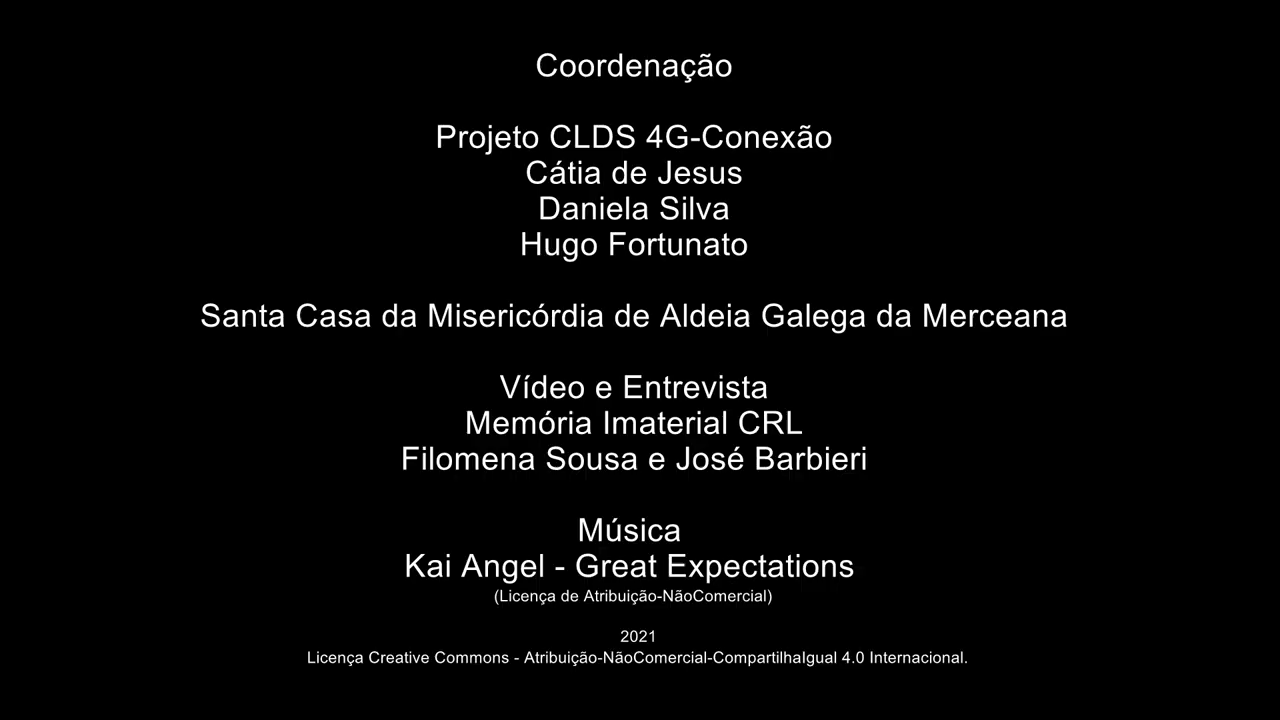 Coordenação
Projeto CLDS 4G-Conexão
Cátia de Jesus
Daniela Silva
Hugo Fortunato
Santa Casa da Misericórdia de Aldeia Galega da Merceana
Vídeo e Entrevista
Memória Imaterial CRL
Filomena Sousa e José Barbieri
Música
Kai Angel - Great Expectations
(Licença de Atribuição-NãoComercial)
2021
Licença Creative Commons - Atribuição-NãoComercial-CompartilhaIgual 4.0 Internacional.